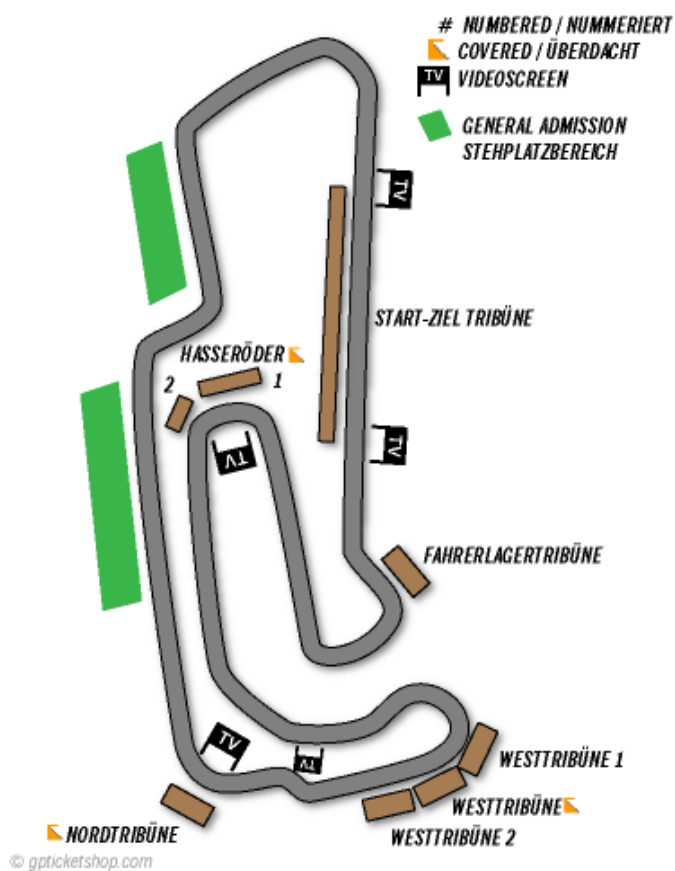 # NUMBERED / NUMMERIERT
COVERED / ÜBERDACHT
TV VIDEOSCREEN
GENERAL ADMISSION
STEHPLATZBEREICH
TV
START-ZIEL TRIBÜNE
HASSERÖDER
2 1
TV
TV
FAHRERLAGERTRIBÜNE
TV
TV
WESTTRIBÜNE 1
WESTTRIBÜNE
NORDTRIBÜNE
WESTTRIBÜNE 2
© gpticketshop.com